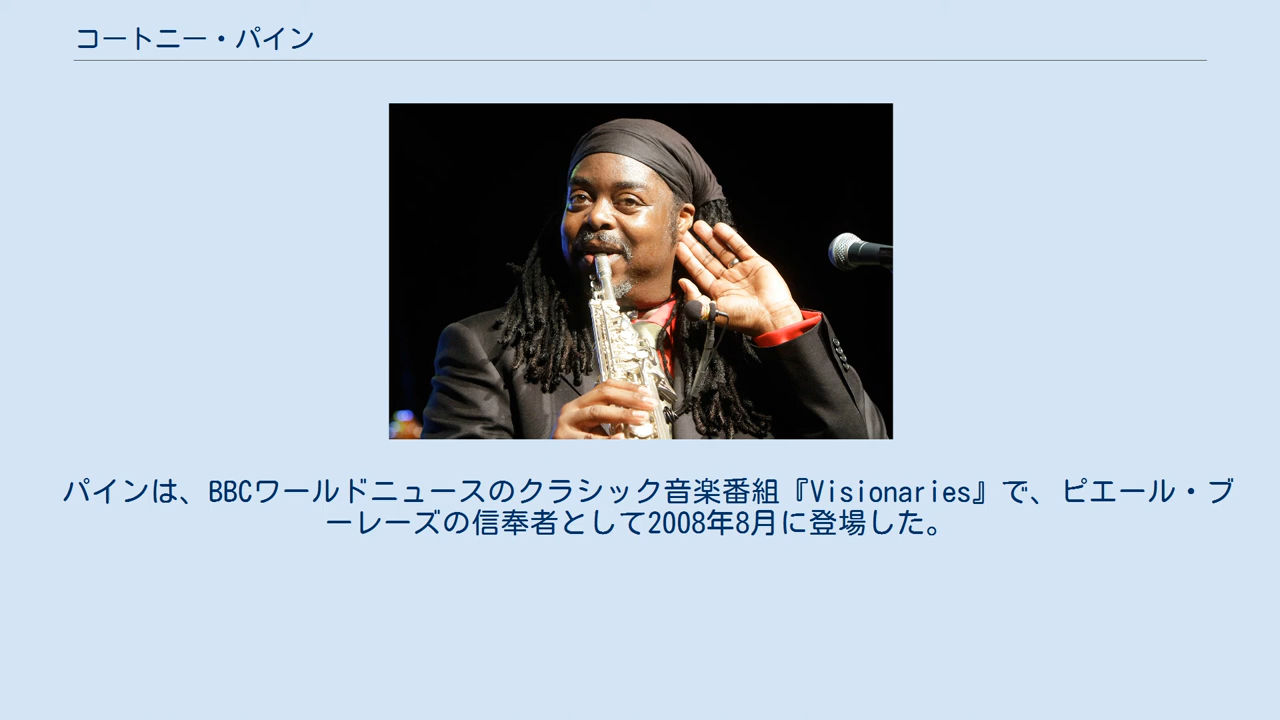 コートニー・パイン
パインは、BBCワールドニュースのクラシック音楽番組『Visionaries』で、ピエール・ブ
ーレーズの信奉者として2008年8月に登場した。